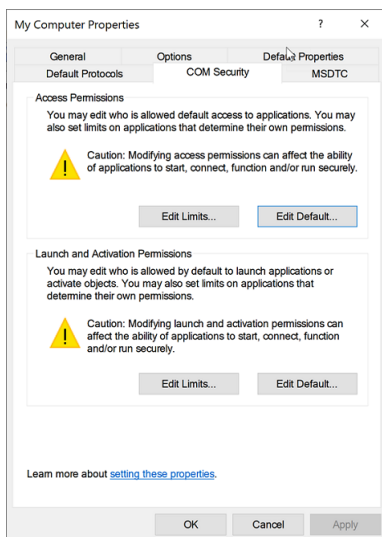 My Computer Properties
?
General
Options
Default Properties
Default Protocols
COM Security
MSDTC
Access Permissions
You may edit who is allowed default access to applications. You may
also set limits on applications that determine their own permissions.
Caution: Modifying access permissions can affect the ability
of applications to start, connect, function and/or run securely.
Edit Limits...
Edit Default...
Launch and Activation Permissions
You may edit who is allowed by default to launch applications or
activate objects. You may also set limits on applications that
determine their own permissions.
Caution: Modifying launch and activation permissions can
affect the ability of applications to start, connect, function
and/or run securely.
Edit Limits...
Edit Default...
Learn more about setting these properties.
OK
Cancel
Apply